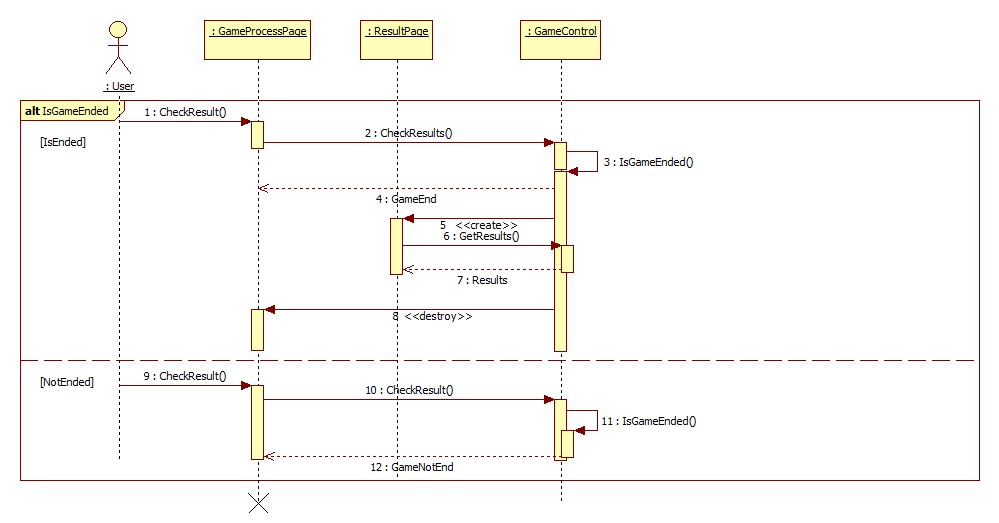 : GameProcessPage
: ResultPage
: GameControl
: User
alt IsGameEnded
1 : CheckResult()
[IsEnded]
2 : CheckResults()
3 : IsGameEnded()
4 : GameEnd
5 <<create>>
6 : GetResults()
7 : Results
8 <<destroy>>
[NotEnded]
9 : CheckResult()
10 : CheckResult()
11 : IsGameEnded()
12 : GameNotEnd